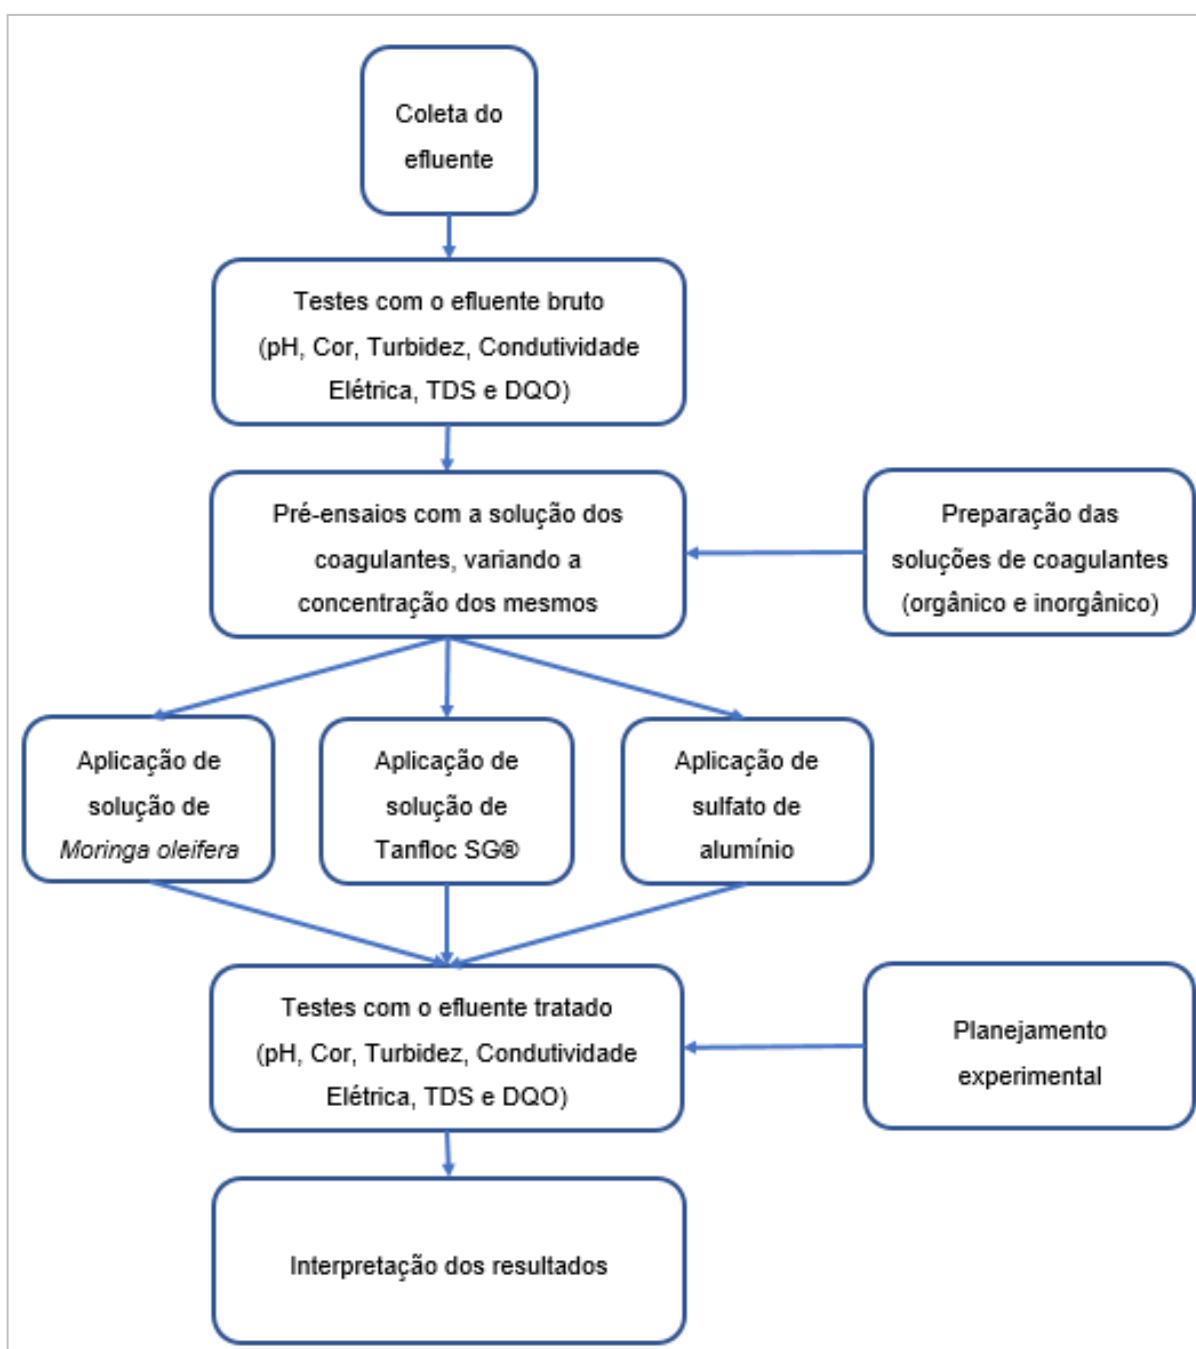 Coleta do
efluente
Testes com o efluente bruto
(pH, Cor, Turbidez, Condutividade
Elétrica, TDS e DQO)
Pré-ensaios com a solução dos
coagulantes, variando a
concentração dos mesmos
Preparação das
soluções de coagulantes
(orgânico e inorgânico)
Aplicação de
solução de
Moringa oleifera
Aplicação de
solução de
Tanfloc SG®
Aplicação de
sulfato de
alumínio
Testes com o efluente tratado
(pH, Cor, Turbidez, Condutividade
Elétrica, TDS e DQO)
Planejamento
experimental
Interpretação dos resultados